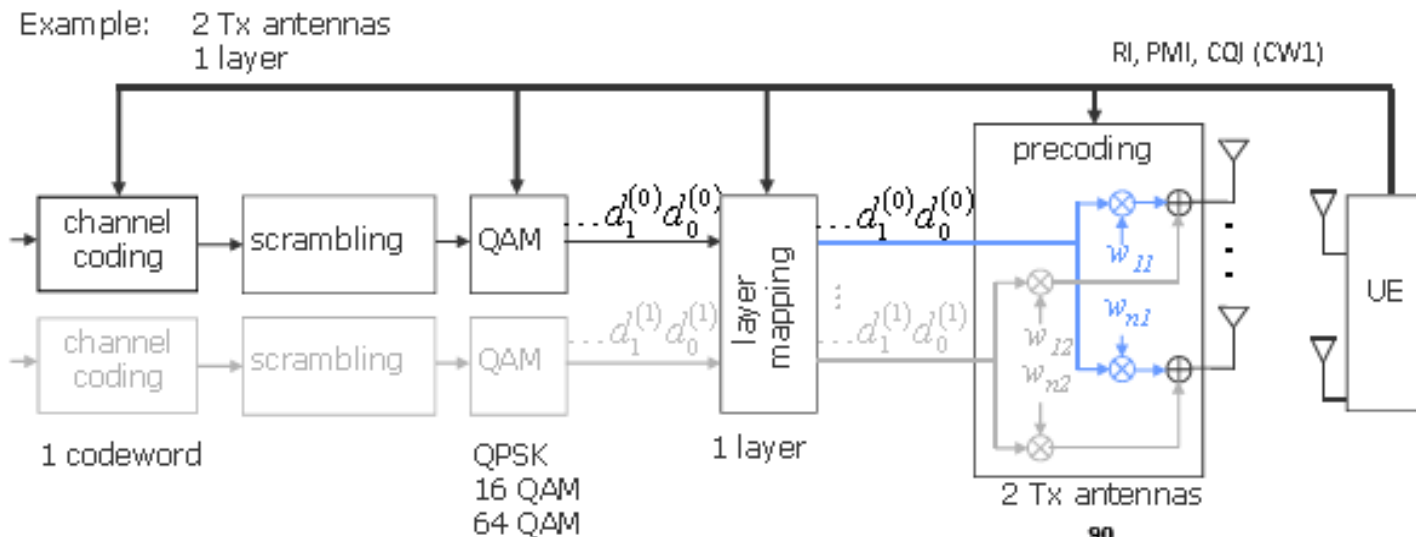 Example: 2 Tx antennas
1 layer
RI, PMI, CQI (CW1)
precoding
channel
coding
scrambling
QAM
... d₁⁽⁰⁾ d₀⁽⁰⁾
layer
mapping
... d₁⁽⁰⁾ d₀⁽⁰⁾
w₁₁
wₙ₁
UE
channel
coding
scrambling
QAM
... d₁⁽¹⁾ d₀⁽¹⁾
... d₁⁽¹⁾ d₀⁽¹⁾
w₁₂
wₙ₂
1 codeword
QPSK
16 QAM
64 QAM
1 layer
2 Tx antennas
90